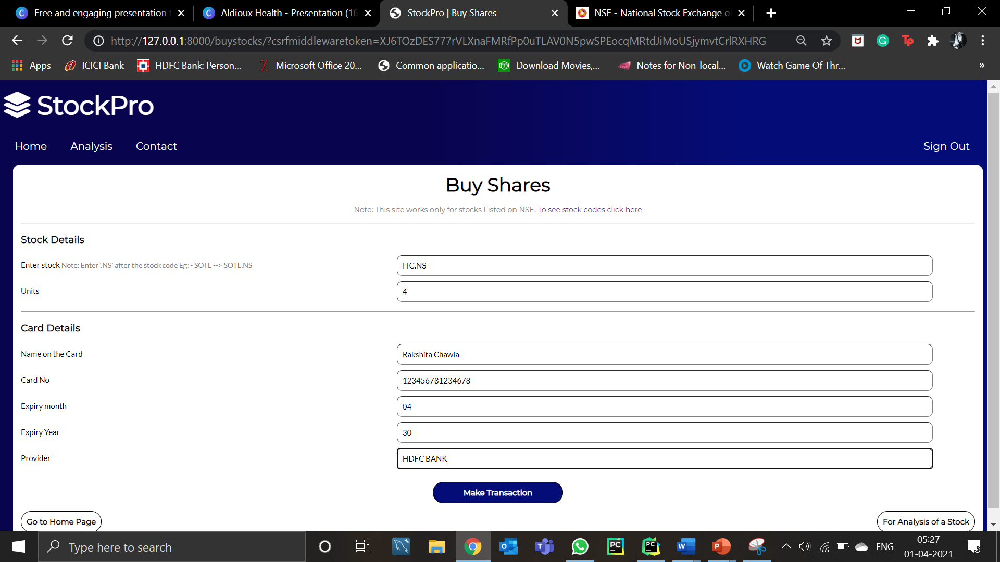 Free and engaging presentation
Aldioux Health - Presentation (16
StockPro | Buy Shares
NSE - National Stock Exchange of
http://127.0.0.1:8000/buystocks/?csrfmiddlewaretoken=XJ6TOzDES777rVLXnaFMRfPp0uTLAV0N5pwSPEocqMRtdJiMoUSjymvtCrlRXHRG
Apps
ICICI Bank
HDFC Bank: Person...
Microsoft Office 20...
Common applicatio...
Download Movies,...
Notes for Non-local...
Watch Game Of Thr...
»
StockPro
Home
Analysis
Contact
Sign Out
Buy Shares
Note: This site works only for stocks Listed on NSE. To see stock codes click here
Stock Details
Enter stock Note: Enter '.NS' after the stock code Eg: - SOTL --> SOTL.NS
ITC.NS
Units
4
Card Details
Name on the Card
Rakshita Chawla
Card No
123456781234678
Expiry month
04
Expiry Year
30
Provider
HDFC BANK
Make Transaction
Go to Home Page
For Analysis of a Stock
Type here to search
ENG
05:27
01-04-2021